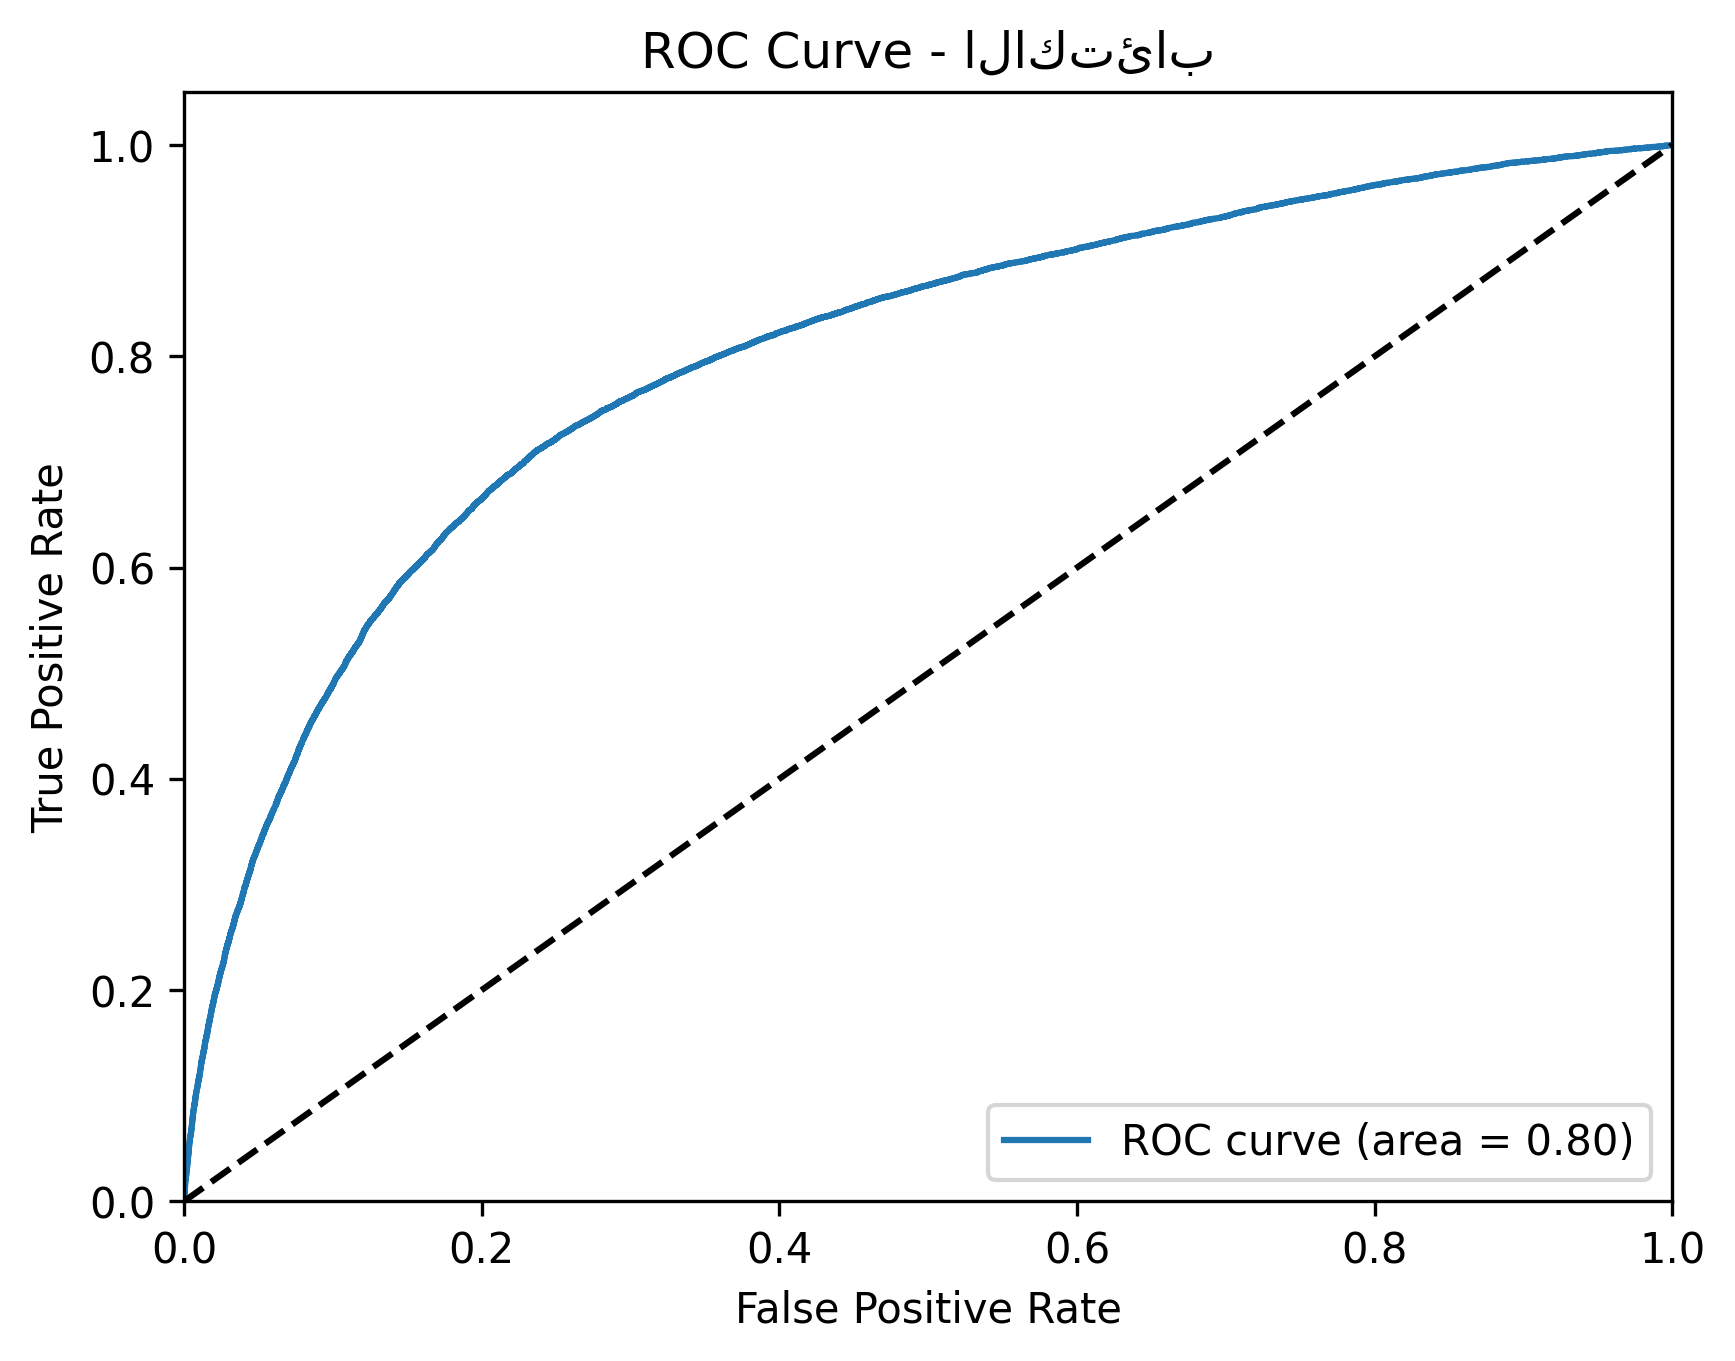 ROC Curve - الاكتئاب
1.0
0.8
0.6
0.4
0.2
0.0
True Positive Rate
ROC curve (area = 0.80)
0.0 0.2 0.4 0.6 0.8 1.0
False Positive Rate